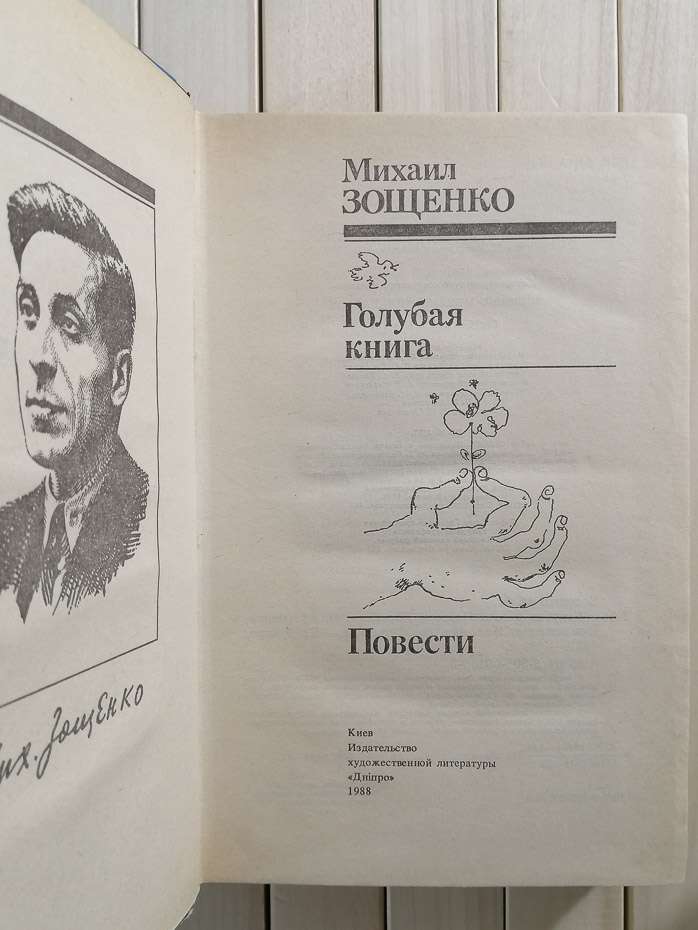 Михаил
ЗОЩЕНКО
Голубая
книга
Повести
Киев
Издательство
художественной литературы
«Дніпро»
1988
Мих. Зощенко